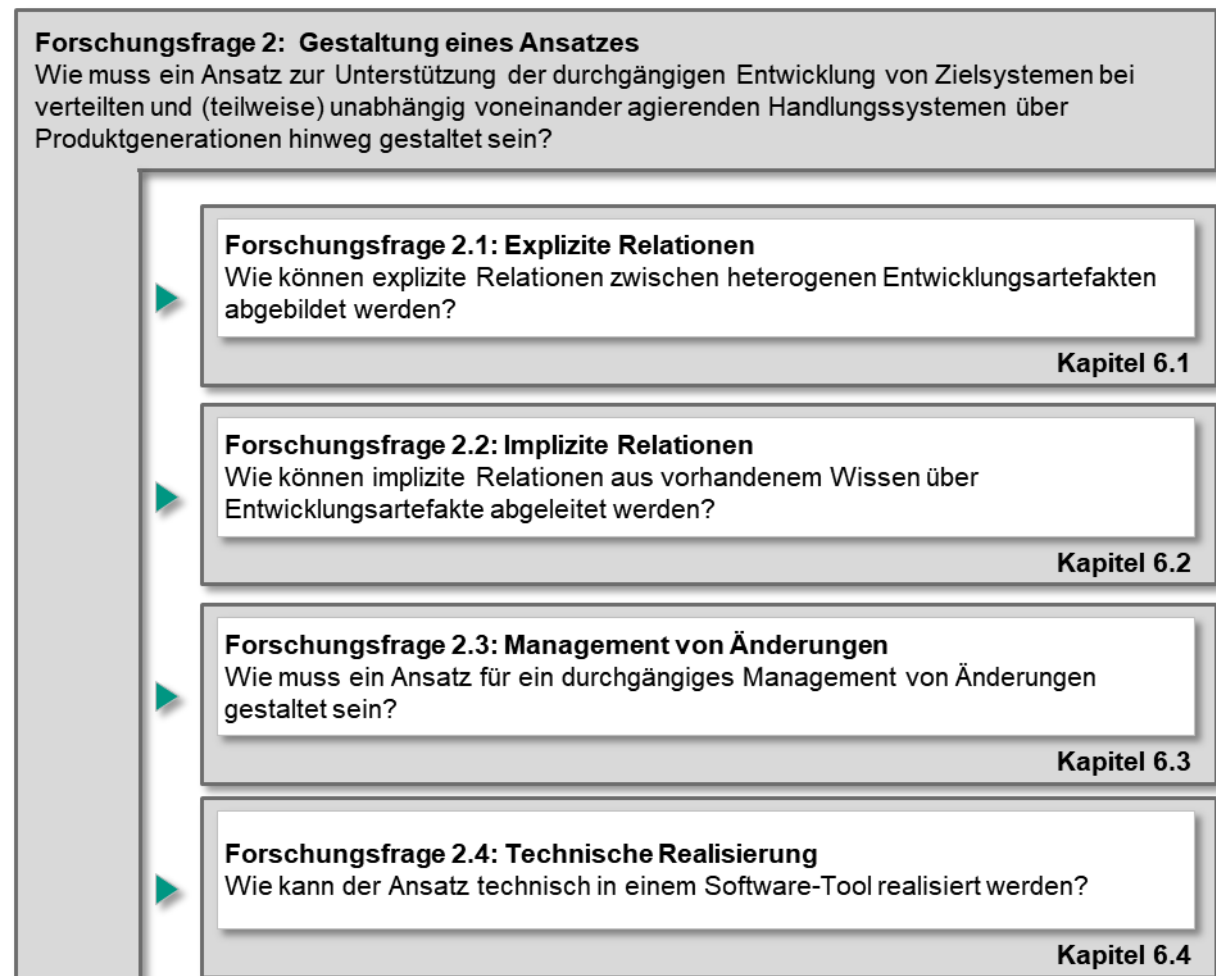 Forschungsfrage 2: Gestaltung eines Ansatzes
Wie muss ein Ansatz zur Unterstützung der durchgängigen Entwicklung von Zielsystemen bei
verteilten und (teilweise) unabhängig voneinander agierenden Handlungssystemen über
Produktgenerationen hinweg gestaltet sein?
Forschungsfrage 2.1: Explizite Relationen
Wie können explizite Relationen zwischen heterogenen Entwicklungsartefakten
abgebildet werden?
Kapitel 6.1
Forschungsfrage 2.2: Implizite Relationen
Wie können implizite Relationen aus vorhandenem Wissen über
Entwicklungsartefakte abgeleitet werden?
Kapitel 6.2
Forschungsfrage 2.3: Management von Änderungen
Wie muss ein Ansatz für ein durchgängiges Management von Änderungen
gestaltet sein?
Kapitel 6.3
Forschungsfrage 2.4: Technische Realisierung
Wie kann der Ansatz technisch in einem Software-Tool realisiert werden?
Kapitel 6.4